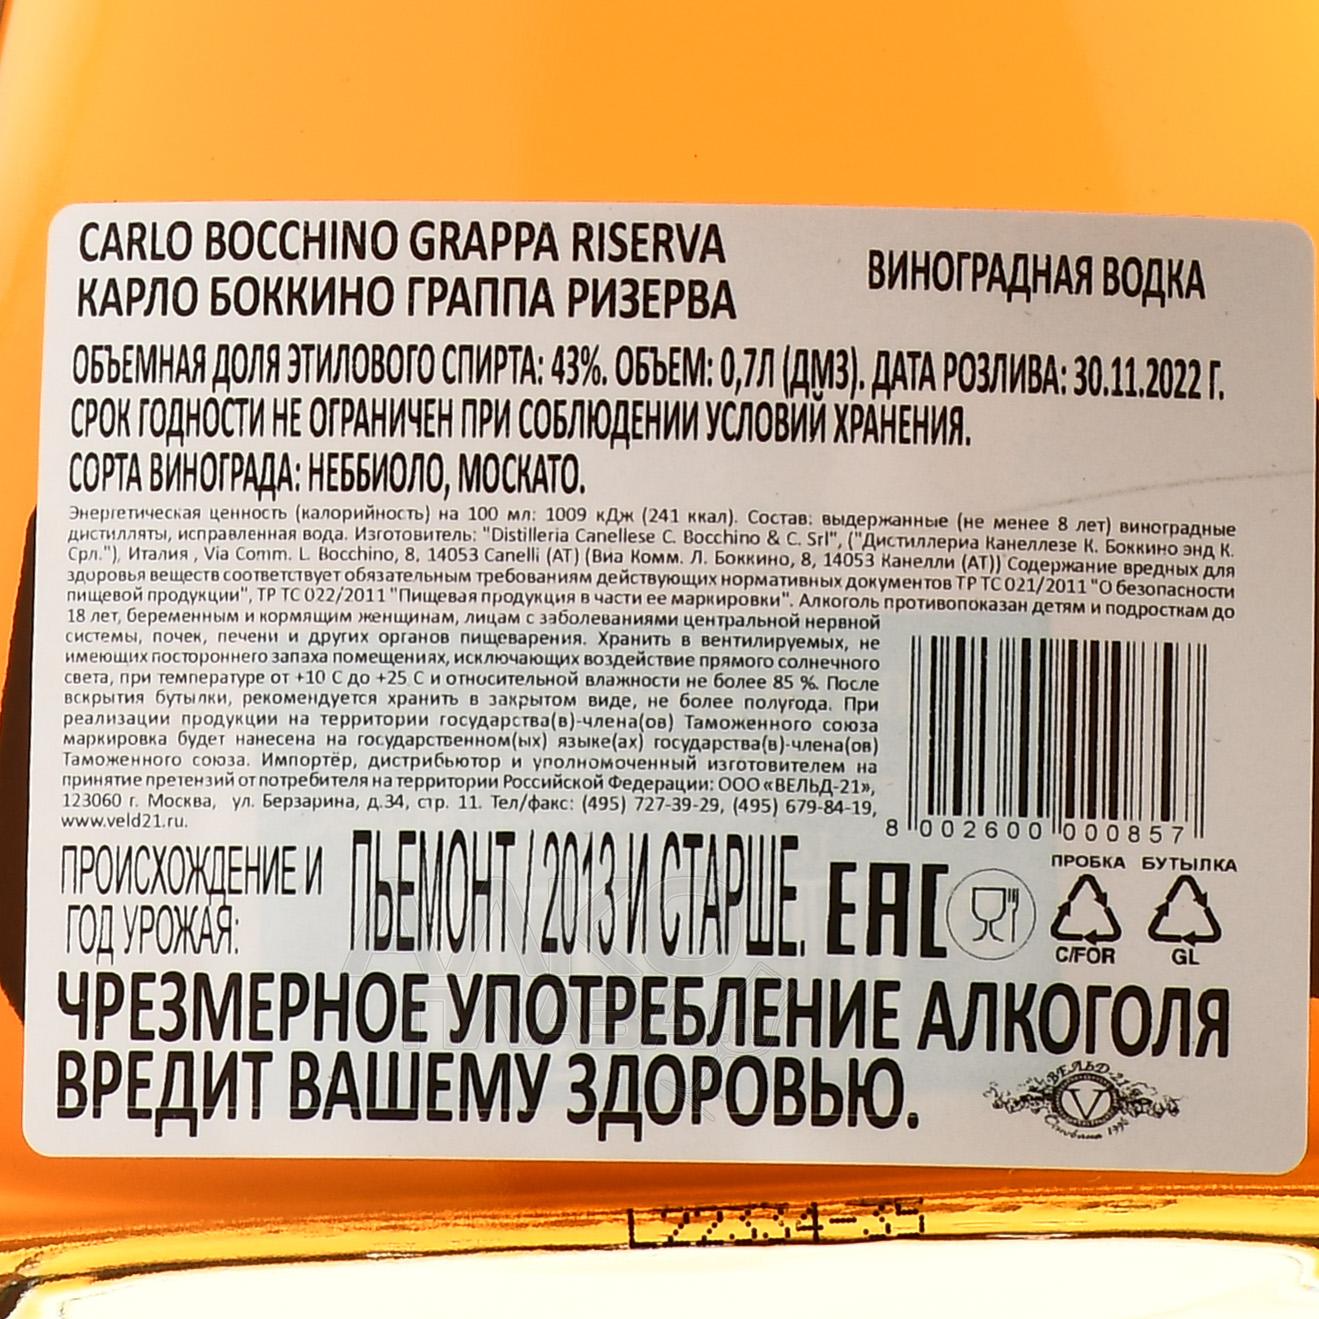 CARLO BOCCHINO GRAPPA RISERVA
КАРЛО БОККИНО ГРАППА РИЗЕРВА
ВИНОГРАДНАЯ ВОДКА
ОБЪЕМНАЯ ДОЛЯ ЭТИЛОВОГО СПИРТА: 43%. ОБЪЕМ: 0,7Л (ДМ3). ДАТА РОЗЛИВА: 30.11.2022 Г.
СРОК ГОДНОСТИ НЕ ОГРАНИЧЕН ПРИ СОБЛЮДЕНИИ УСЛОВИЙ ХРАНЕНИЯ.
СОРТА ВИНОГРАДА: НЕББИОЛО, МОСКАТО.
Энергетическая ценность (калорийность) на 100 мл: 1009 кДж (241 ккал). Состав: выдержанные (не менее 8 лет) виноградные
дистилляты, исправленная вода. Изготовитель: "Distilleria Canellese C. Bocchino & C. Srl", ("Дистиллериа Канеллезе К. Боккино энд К.
Срл."), Италия , Via Comm. L. Bocchino, 8, 14053 Canelli (AT) (Виа Комм. Л. Боккино, 8, 14053 Канелли (АТ)) Содержание вредных для
здоровья веществ соответствует обязательным требованиям действующих нормативных документов ТР ТС 021/2011 "О безопасности
пищевой продукции", ТР ТС 022/2011 "Пищевая продукция в части ее маркировки". Алкоголь противопоказан детям и подросткам до
18 лет, беременным и кормящим женщинам, лицам с заболеваниями центральной нервной
системы, почек, печени и других органов пищеварения. Хранить в вентилируемых, не
имеющих постороннего запаха помещениях, исключающих воздействие прямого солнечного
света, при температуре от +10 С до +25 С и относительной влажности не более 85 %. После
вскрытия бутылки, рекомендуется хранить в закрытом виде, не более полугода. При
реализации продукции на территории государства(в)-члена(ов) Таможенного союза
маркировка будет нанесена на государственном(ых) языке(ах) государства(в)-члена(ов)
Таможенного союза. Импортёр, дистрибьютор и уполномоченный изготовителем на
принятие претензий от потребителя на территории Российской Федерации: ООО «ВЕЛЬД-21»,
123060 г. Москва, ул. Берзарина, д.34, стр. 11. Тел/факс: (495) 727-39-29, (495) 679-84-19,
www.veld21.ru.
8 002600 000857
ПРОИСХОЖДЕНИЕ И
ГОД УРОЖАЯ:
ПЬЕМОНТ / 2013 И СТАРШЕ.
EAC
ПРОБКА БУТЫЛКА
C/FOR GL
ЧРЕЗМЕРНОЕ УПОТРЕБЛЕНИЕ АЛКОГОЛЯ
ВРЕДИТ ВАШЕМУ ЗДОРОВЬЮ.
ВЕЛЬД-21
V
Основана 1996